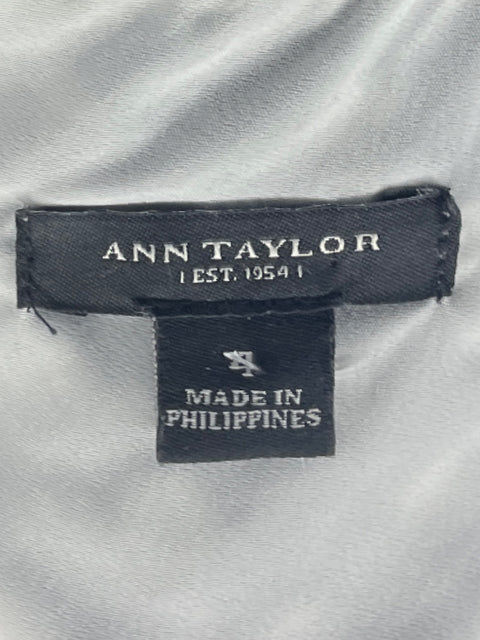 ANN TAYLOR
| EST. 1954 |
4
MADE IN
PHILIPPINES